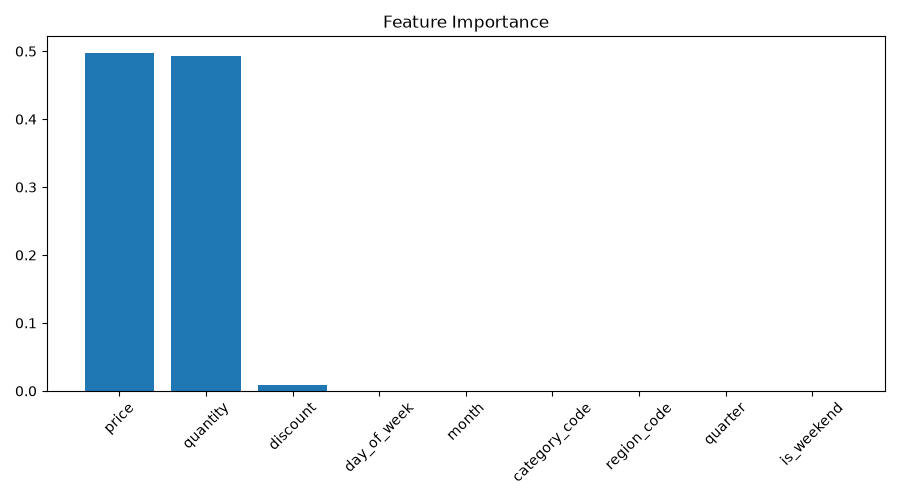 Feature Importance
0.5
0.4
0.3
0.2
0.1
0.0
price
quantity
discount
day_of_week
month
category_code
region_code
quarter
is_weekend